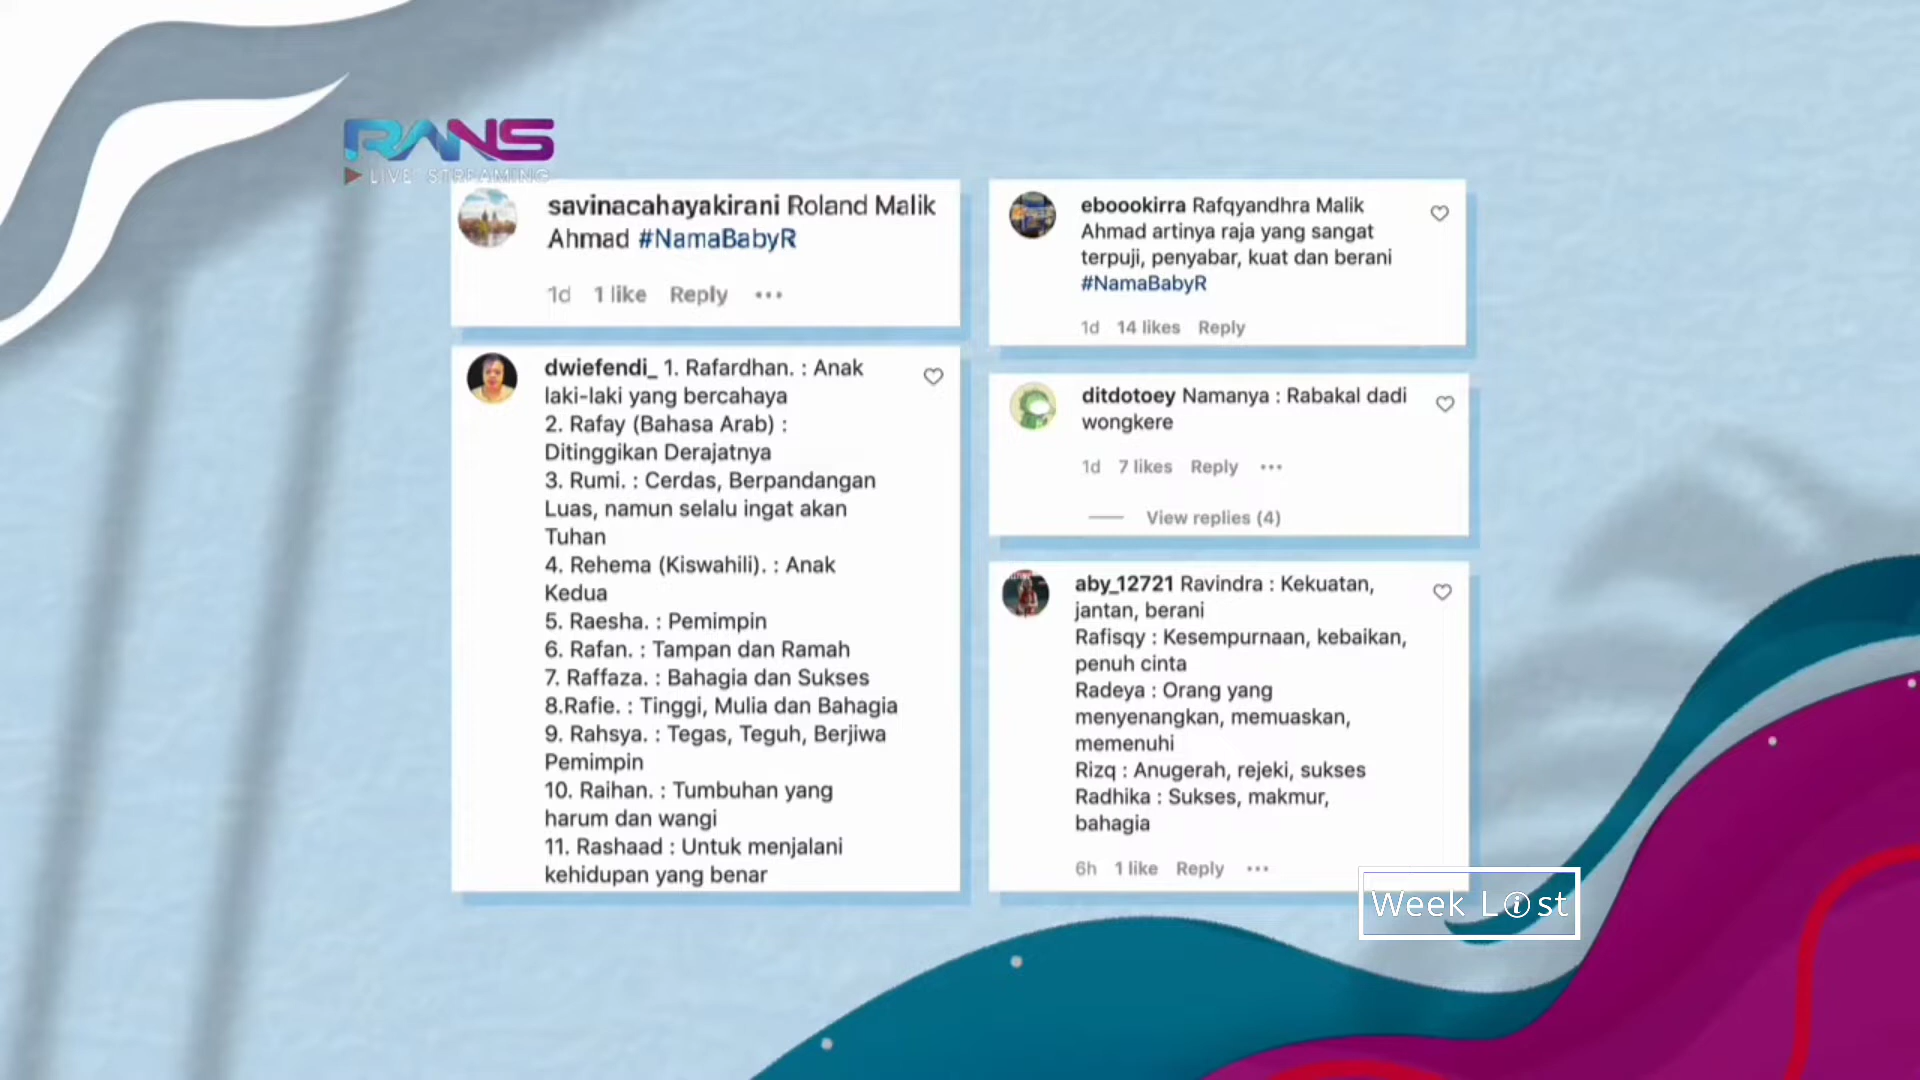 RANS
LIVE STREAMING
savinacahayakirani Roland Malik
Ahmad #NamaBabyR
1d 1 like Reply
dwiefendi_ 1. Rafardhan. : Anak
laki-laki yang bercahaya
2. Rafay (Bahasa Arab) :
Ditinggikan Derajatnya
3. Rumi. : Cerdas, Berpandangan
Luas, namun selalu ingat akan
Tuhan
4. Rehema (Kiswahili). : Anak
Kedua
5. Raesha. : Pemimpin
6. Rafan. : Tampan dan Ramah
7. Raffaza. : Bahagia dan Sukses
8.Rafie. : Tinggi, Mulia dan Bahagia
9. Rahsya. : Tegas, Teguh, Berjiwa
Pemimpin
10. Raihan. : Tumbuhan yang
harum dan wangi
11. Rashaad : Untuk menjalani
kehidupan yang benar
eboookirra Rafqyandhra Malik
Ahmad artinya raja yang sangat
terpuji, penyabar, kuat dan berani
#NamaBabyR
1d 14 likes Reply
ditdotoey Namanya : Rabakal dadi
wongkere
1d 7 likes Reply
View replies (4)
aby_12721 Ravindra : Kekuatan,
jantan, berani
Rafisqy : Kesempurnaan, kebaikan,
penuh cinta
Radeya : Orang yang
menyenangkan, memuaskan,
memenuhi
Rizq : Anugerah, rejeki, sukses
Radhika : Sukses, makmur,
bahagia
6h 1 like Reply
Week List